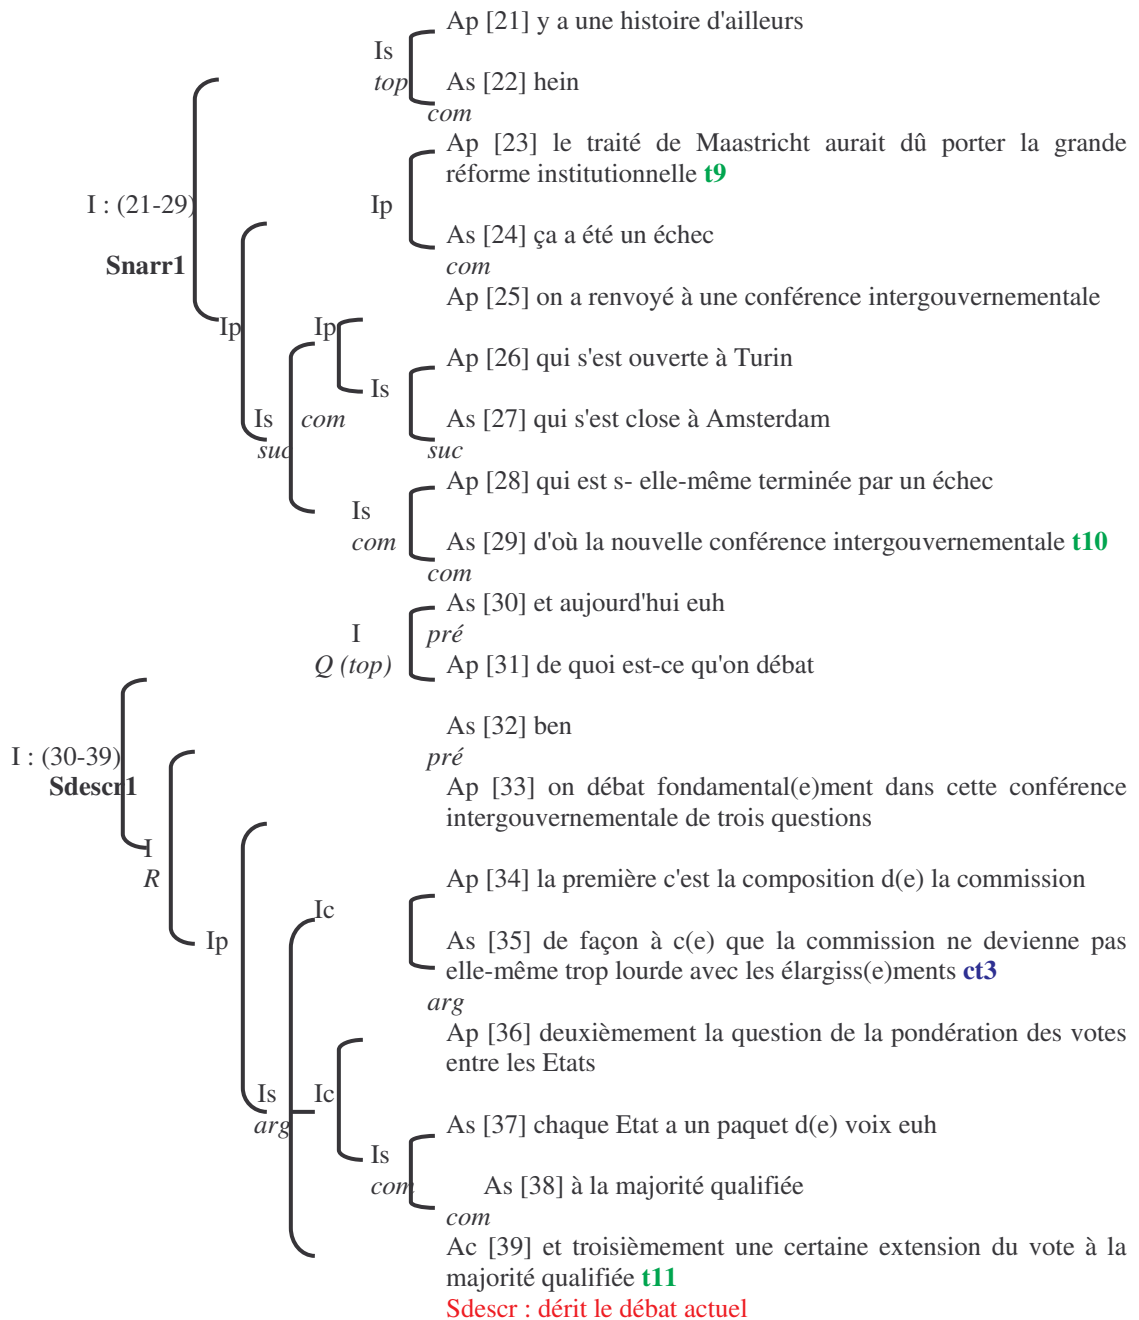 Ap [21] y a une histoire d'ailleurs
Is
top
As [22] hein
com
Ap [23] le traité de Maastricht aurait dû porter la grande
réforme institutionnelle t9
I : (21-29)
Ip
As [24] ça a été un échec
Snarr1
com
Ap [25] on a renvoyé à une conférence intergouvernementale
Ip
Ip
Ap [26] qui s'est ouverte à Turin
Is
Is
com
As [27] qui s'est close à Amsterdam
suc
suc
Ap [28] qui est s- elle-même terminée par un échec
Is
com
As [29] d'où la nouvelle conférence intergouvernementale t10
com
As [30] et aujourd'hui euh
I
pré
Q (top)
Ap [31] de quoi est-ce qu'on débat
As [32] ben
I : (30-39)
pré
Sdescr1
Ap [33] on débat fondamental(e)ment dans cette conférence
intergouvernementale de trois questions
I
R
Ap [34] la première c'est la composition d(e) la commission
Ic
Ip
As [35] de façon à c(e) que la commission ne devienne pas
elle-même trop lourde avec les élargiss(e)ments ct3
arg
Ap [36] deuxièmement la question de la pondération des votes
entre les Etats
Is
Ic
arg
As [37] chaque Etat a un paquet d(e) voix euh
Is
com
As [38] à la majorité qualifiée
com
Ac [39] et troisièmement une certaine extension du vote à la
majorité qualifiée t11
Sdescr : dérit le débat actuel